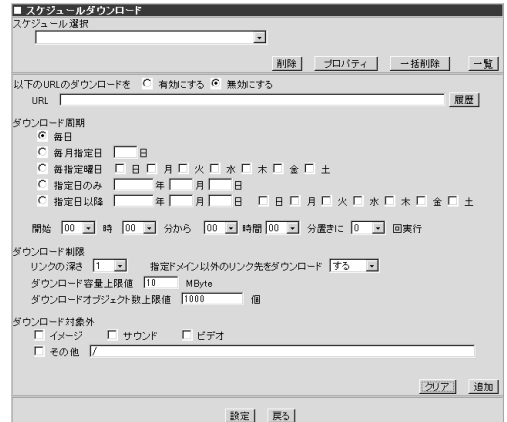 ■ スケジュールダウンロード
スケジュール選択
削除 プロパティ 一括削除 一覧
以下のURLのダウンロードを 有効にする 無効にする
URL 履歴
ダウンロード周期
毎日
毎月指定日 日
毎指定曜日 日 月 火 水 木 金 土
指定日のみ 年 月 日
指定日以降 年 月 日 日 月 火 水 木 金 土
開始 00 時 00 分から 00 時間 00 分置きに 0 回実行
ダウンロード制限
リンクの深さ 1 指定ドメイン以外のリンク先をダウンロード する
ダウンロード容量上限値 10 MByte
ダウンロードオブジェクト数上限値 1000 個
ダウンロード対象外
イメージ サウンド ビデオ
その他 /
クリア 追加
設定 戻る